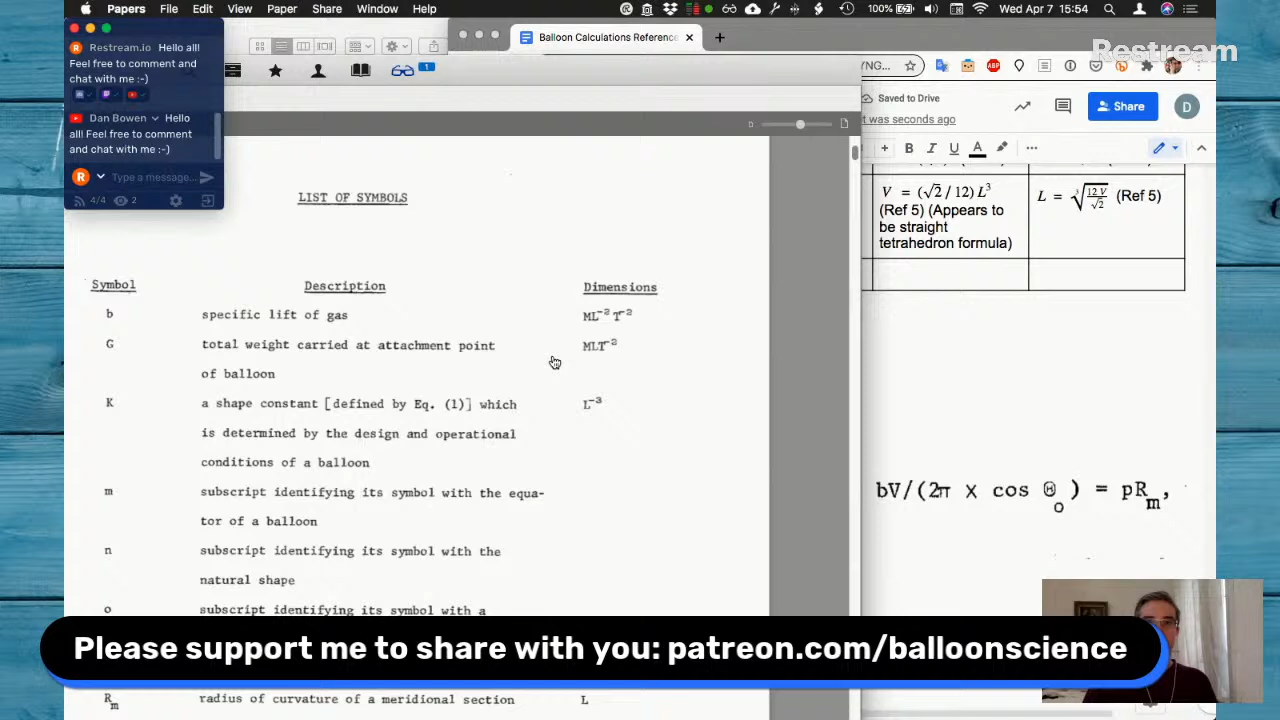 Papers File Edit View Paper Share Window Help
100% Wed Apr 7 15:54
Restream.io Hello all!
Feel free to comment and
chat with me :-)
Dan Bowen Hello
all! Feel free to comment
and chat with me :-)
R Type a message...
4/4 2
1
Balloon Calculations Reference
Restream
YNG...
ABP
Saved to Drive
t was seconds ago
Share
D
B I U A
LIST OF SYMBOLS
Symbol Description Dimensions
b specific lift of gas ML⁻² T⁻²
G total weight carried at attachment point MLT⁻²
of balloon
K a shape constant [defined by Eq. (1)] which L⁻³
is determined by the design and operational
conditions of a balloon
m subscript identifying its symbol with the equa-
tor of a balloon
n subscript identifying its symbol with the
natural shape
o subscript identifying its symbol with a
Rm radius of curvature of a meridional section L
V = (√2 / 12) L³
(Ref 5) (Appears to
be straight
tetrahedron formula)
L = ³√(12 V / √2) (Ref 5)
bV/(2π x cos Θo) = pRm,
Please support me to share with you: patreon.com/balloonscience